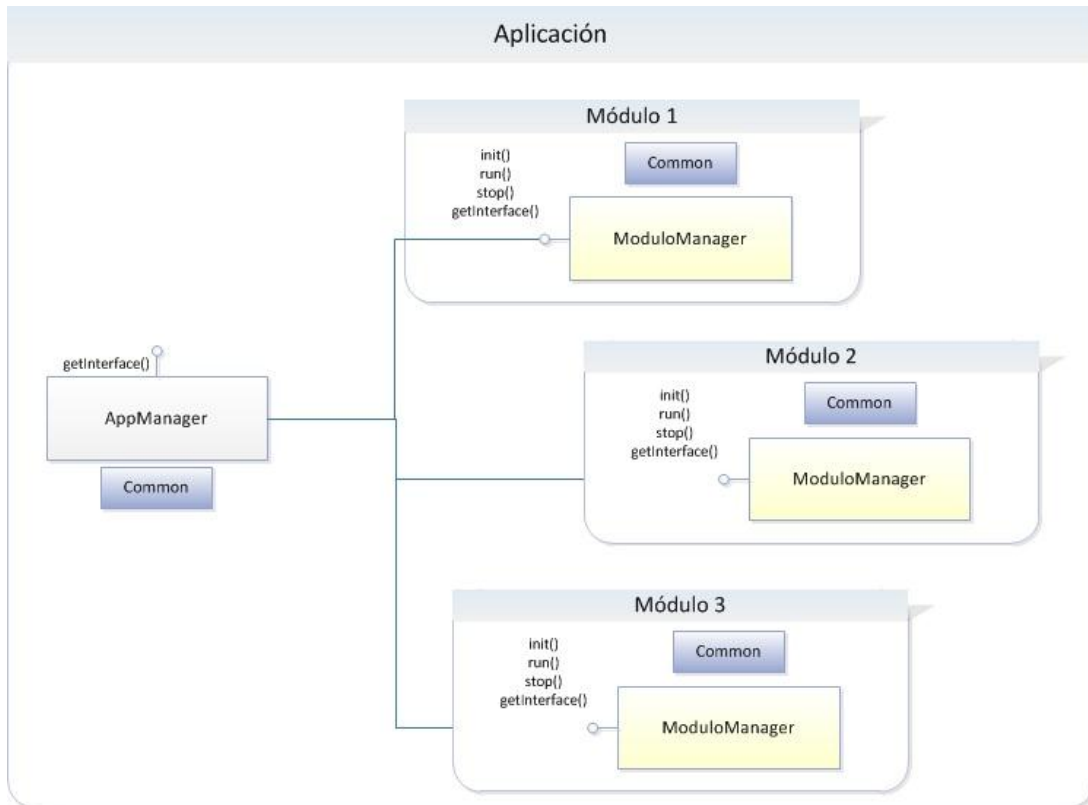 Aplicación
Módulo 1
init()
run()
stop()
getInterface()
Common
ModuloManager
getInterface()
AppManager
Common
Módulo 2
init()
run()
stop()
getInterface()
Common
ModuloManager
Módulo 3
init()
run()
stop()
getInterface()
Common
ModuloManager